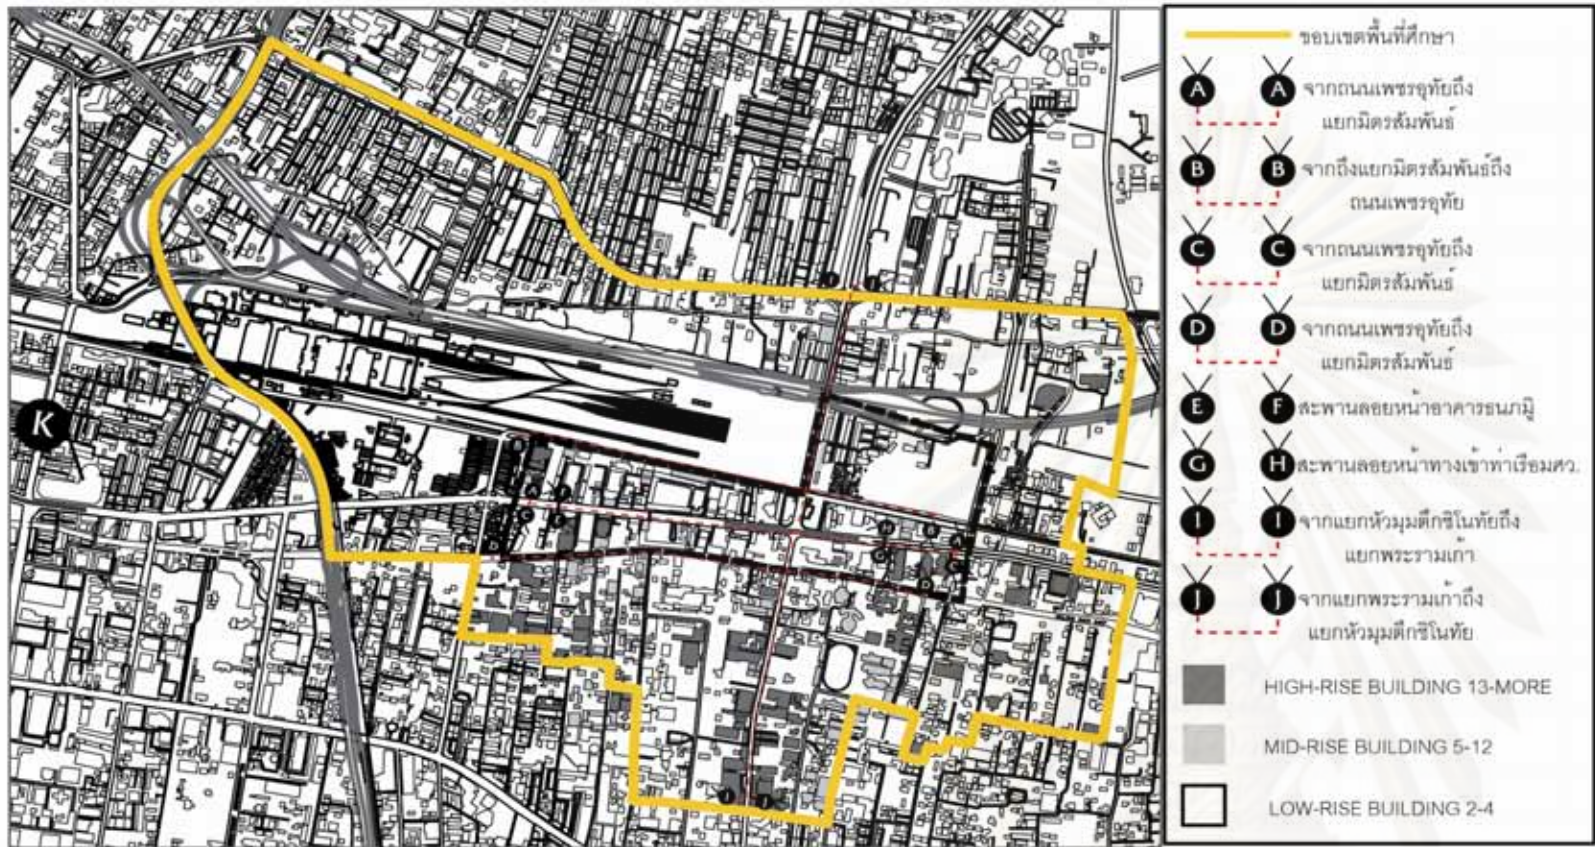 ขอบเขตพื้นที่ศึกษา
A A จากถนนเพชรอุทัยถึง
แยกมิตรสัมพันธ์
B B จากถึงแยกมิตรสัมพันธ์ถึง
ถนนเพชรอุทัย
C C จากถนนเพชรอุทัยถึง
แยกมิตรสัมพันธ์
D D จากถนนเพชรอุทัยถึง
แยกมิตรสัมพันธ์
E F สะพานลอยหน้าอาคารธนภูมิ
G H สะพานลอยหน้าทางเข้าท่าเรือมศว.
I I จากแยกหัวมุมตึกชิโนทัยถึง
แยกพระรามเก้า
J J จากแยกพระรามเก้าถึง
แยกหัวมุมตึกชิโนทัย
HIGH-RISE BUILDING 13-MORE
MID-RISE BUILDING 5-12
LOW-RISE BUILDING 2-4
K